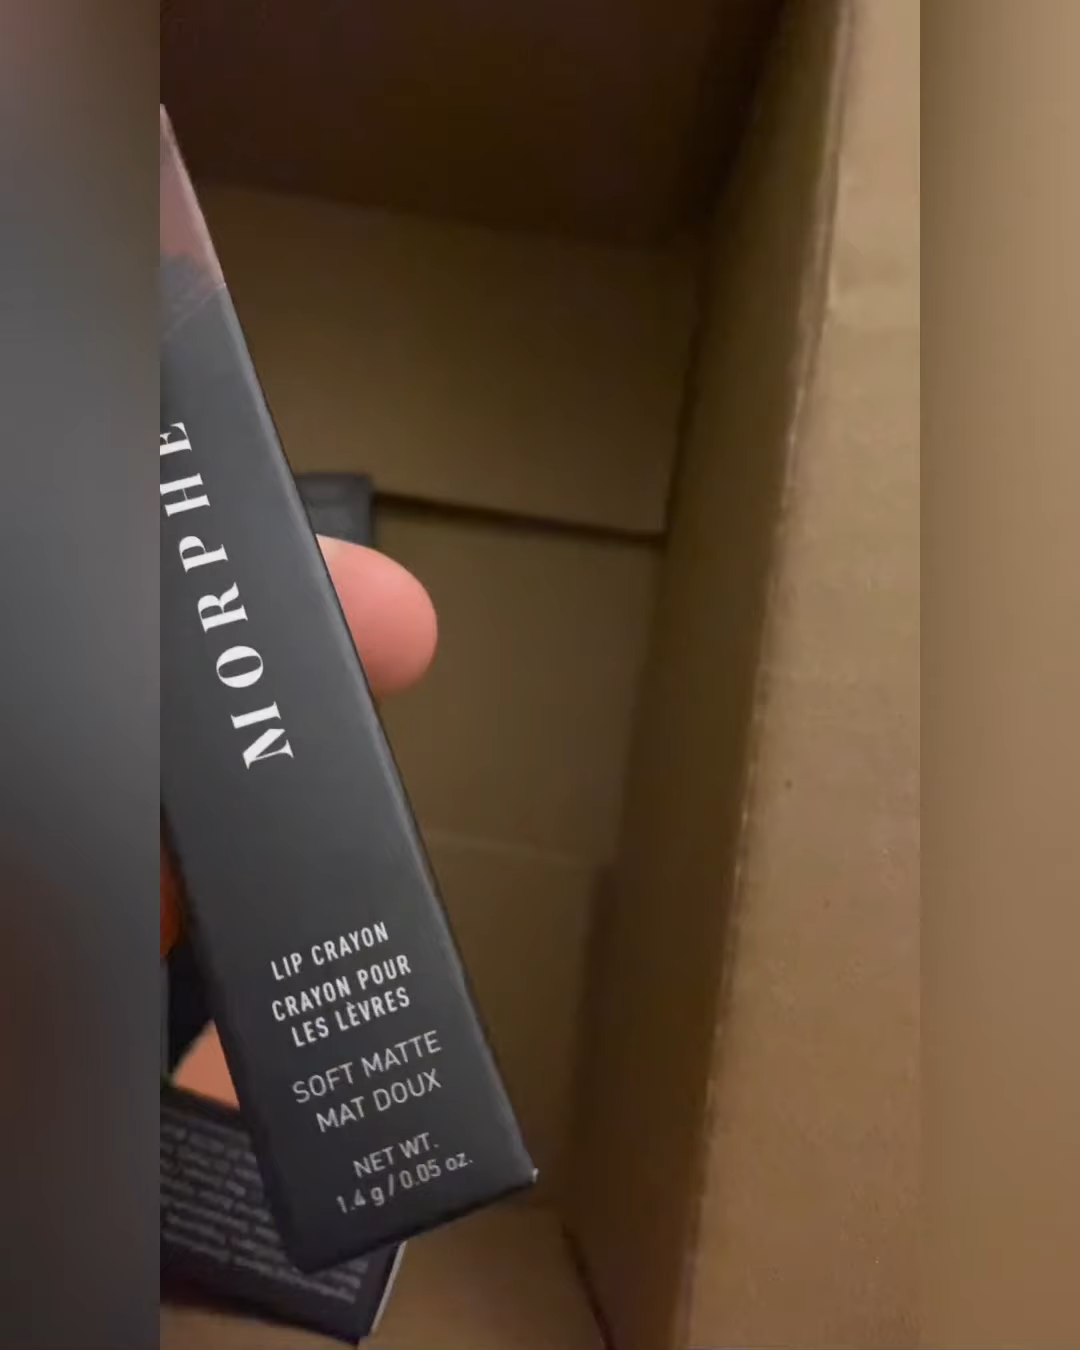 MORPHE
LIP CRAYON
CRAYON POUR
LES LÈVRES
SOFT MATTE
MAT DOUX
NET WT.
1.4 g / 0.05 oz.